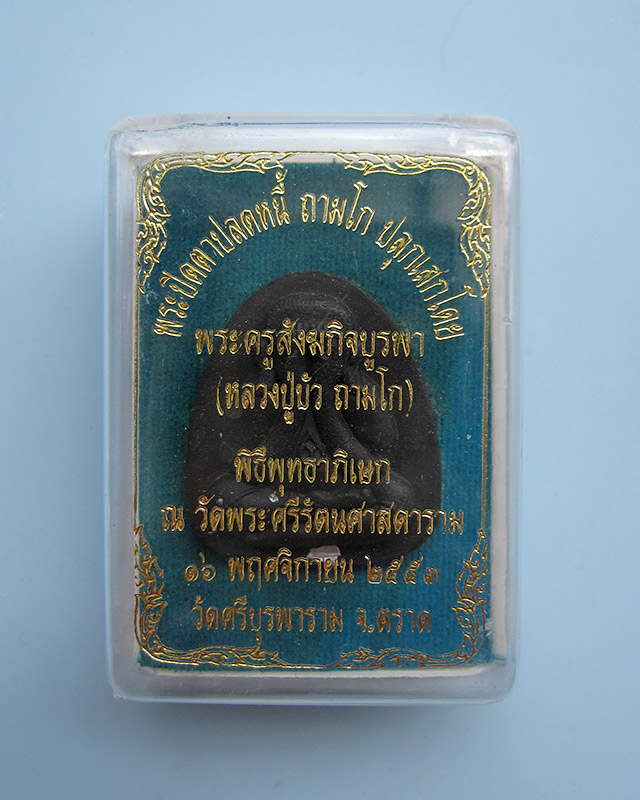 พระปิดตาปลดหนี้ ถามโก ปลุกเสกโดย
พระครูสังฆกิจบูรพา
(หลวงปู่บัว ถามโก)
พิธีพุทธาภิเษก
ณ วัดพระศรีรัตนศาสดาราม
๑๖ พฤศจิกายน ๒๕๕๓
วัดศรีบุรพาราม จ.ตราด